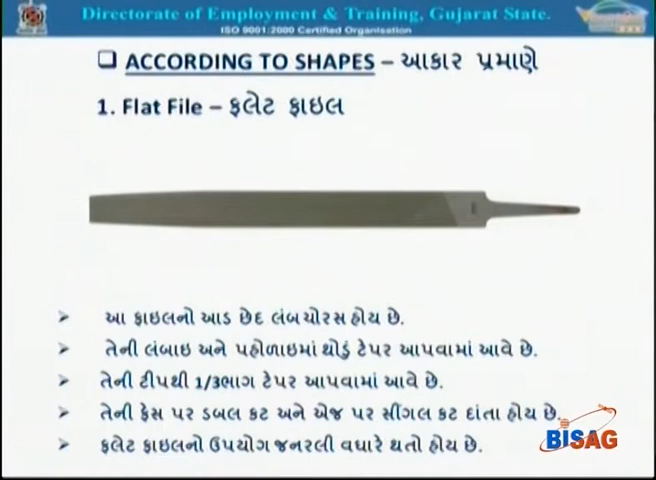 Directorate of Employment & Training, Gujarat State.
ISO 9001:2000 Certified Organisation
ACCORDING TO SHAPES – આકાર પ્રમાણે
1. Flat File – ફલેટ ફાઇલ
આ ફાઇલનો આડ છેદ લંબચોરસ હોય છે.
તેની લંબાઇ અને પહોળાઇમાં થોડું ટેપર આપવામાં આવે છે.
તેની ટીપથી 1/3ભાગ ટેપર આપવામાં આવે છે.
તેની ફેસ પર ડબલ કટ અને એજ પર સીંગલ કટ દાંતા હોય છે.
ફલેટ ફાઇલનો ઉપયોગ જનરલી વધારે થતો હોય છે.
BISAG